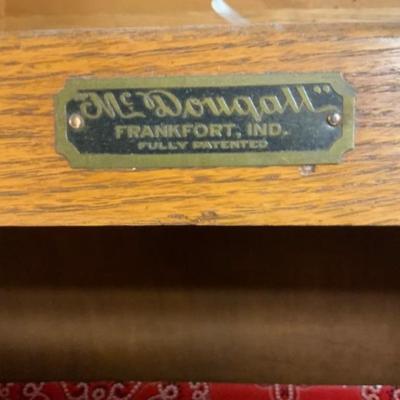 "McDougall"
FRANKFORT, IND.
FULLY PATENTED